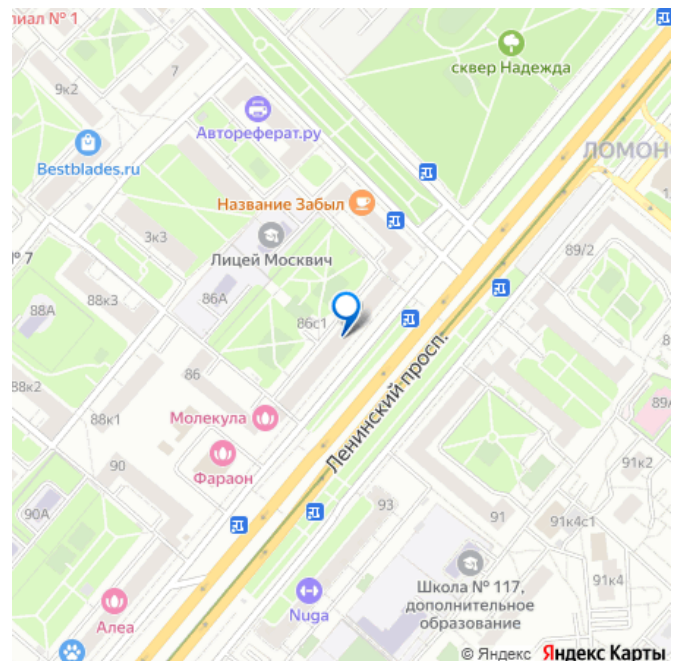 лиал № 1
сквер Надежда
7
9к2
Автореферат.ру
ЛОМОН
Bestblades.ru
Название Забыл
3к3
Лицей Москвич
89/2
№ 7
88к3
86А
88А
86с1
Ленинский просп.
86
88к2
89А
Молекула
88к1
Фараон
90
91к2
93
91
91к4с1
90А
Школа № 117,
дополнительное
образование
91к4
Nuga
Алеа
© Яндекс Яндекс Карты